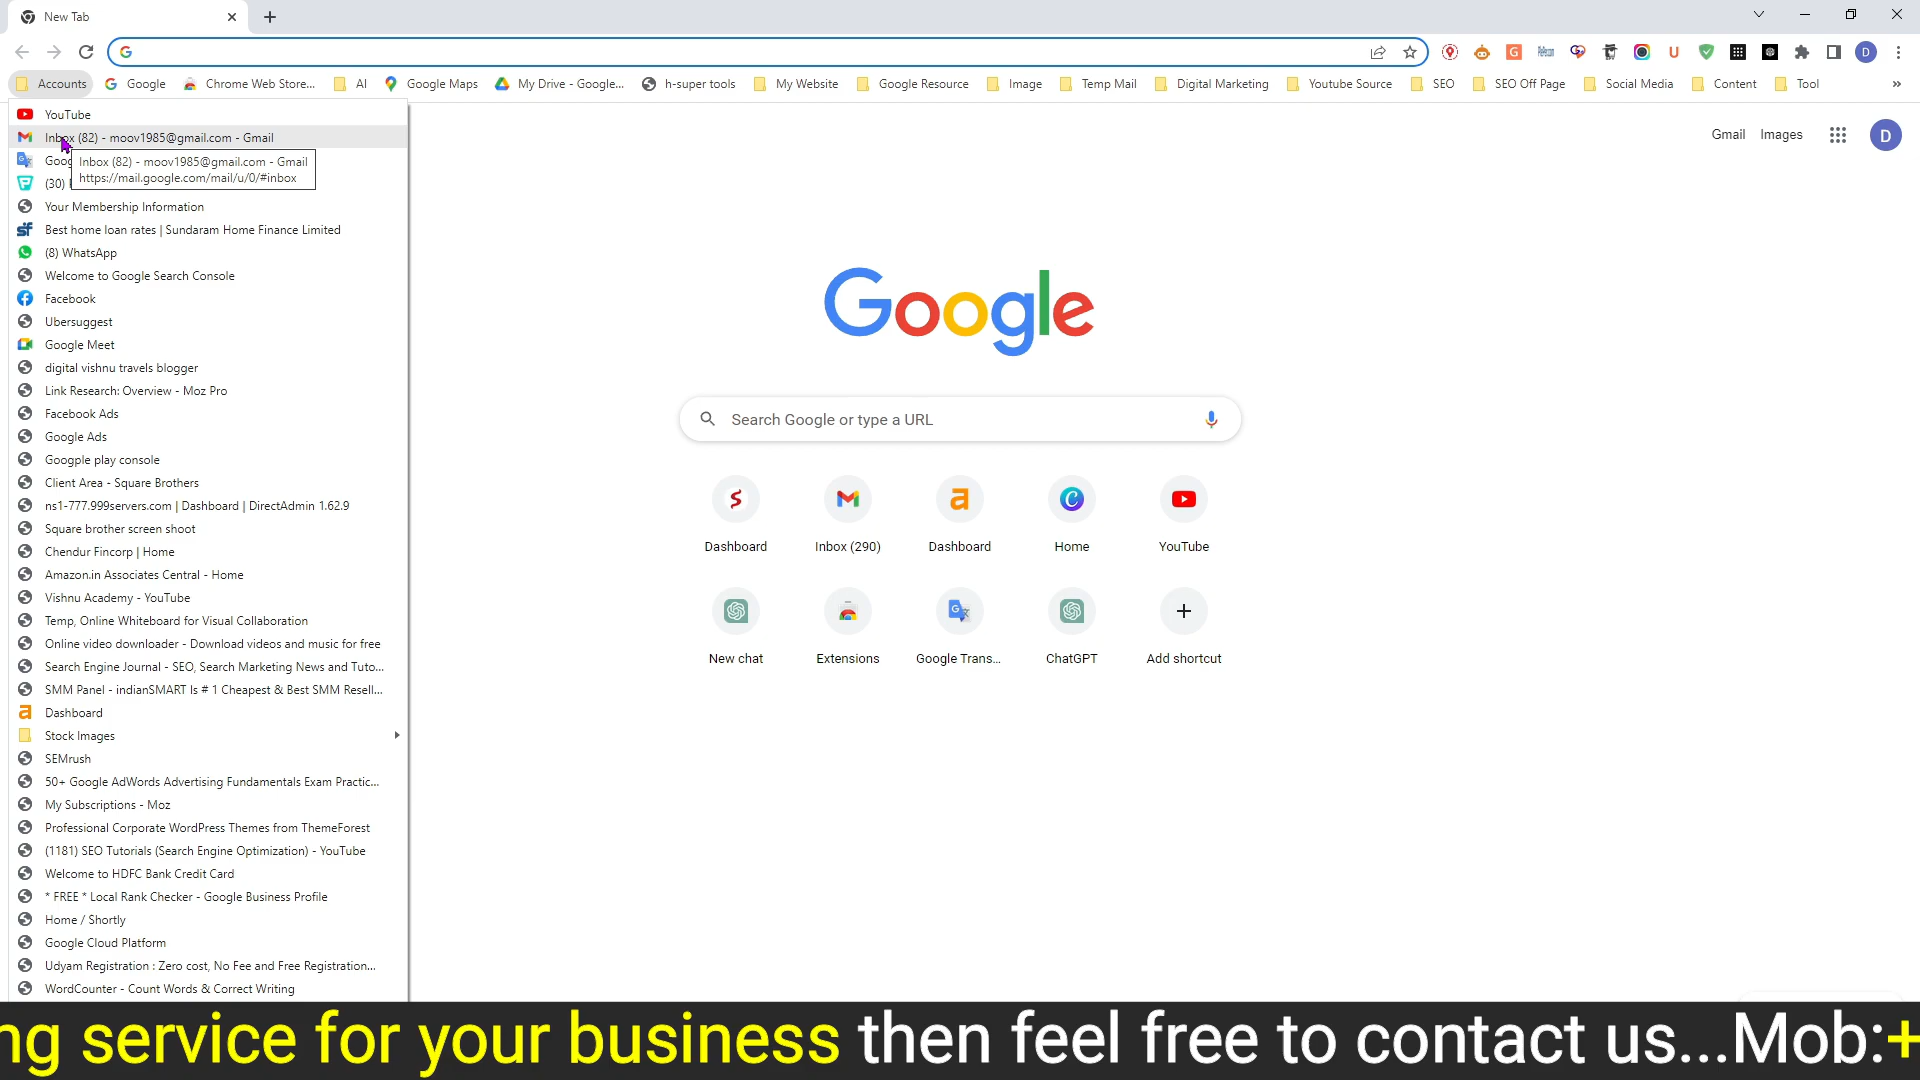 New Tab
Accounts
Google
Chrome Web Store...
AI
Google Maps
My Drive - Google...
h-super tools
My Website
Google Resource
Image
Temp Mail
Digital Marketing
Youtube Source
SEO
SEO Off Page
Social Media
Content
Tool
YouTube
Inbox (82) - moov1985@gmail.com - Gmail
Inbox (82) - moov1985@gmail.com - Gmail
https://mail.google.com/mail/u/0/#inbox
(30)
Your Membership Information
Best home loan rates | Sundaram Home Finance Limited
(8) WhatsApp
Welcome to Google Search Console
Facebook
Ubersuggest
Google Meet
digital vishnu travels blogger
Link Research: Overview - Moz Pro
Facebook Ads
Google Ads
Googple play console
Client Area - Square Brothers
ns1-777.999servers.com | Dashboard | DirectAdmin 1.62.9
Square brother screen shoot
Chendur Fincorp | Home
Amazon.in Associates Central - Home
Vishnu Academy - YouTube
Temp, Online Whiteboard for Visual Collaboration
Online video downloader - Download videos and music for free
Search Engine Journal - SEO, Search Marketing News and Tuto...
SMM Panel - indianSMART Is # 1 Cheapest & Best SMM Resell...
Dashboard
Stock Images
SEMrush
50+ Google AdWords Advertising Fundamentals Exam Practic...
My Subscriptions - Moz
Professional Corporate WordPress Themes from ThemeForest
(1181) SEO Tutorials (Search Engine Optimization) - YouTube
Welcome to HDFC Bank Credit Card
* FREE * Local Rank Checker - Google Business Profile
Home / Shortly
Google Cloud Platform
Udyam Registration : Zero cost, No Fee and Free Registration...
WordCounter - Count Words & Correct Writing
Gmail
Images
D
D
Google
Search Google or type a URL
Dashboard
Inbox (290)
Dashboard
Home
YouTube
New chat
Extensions
Google Trans...
ChatGPT
Add shortcut
ng service for your business then feel free to contact us...Mob:+